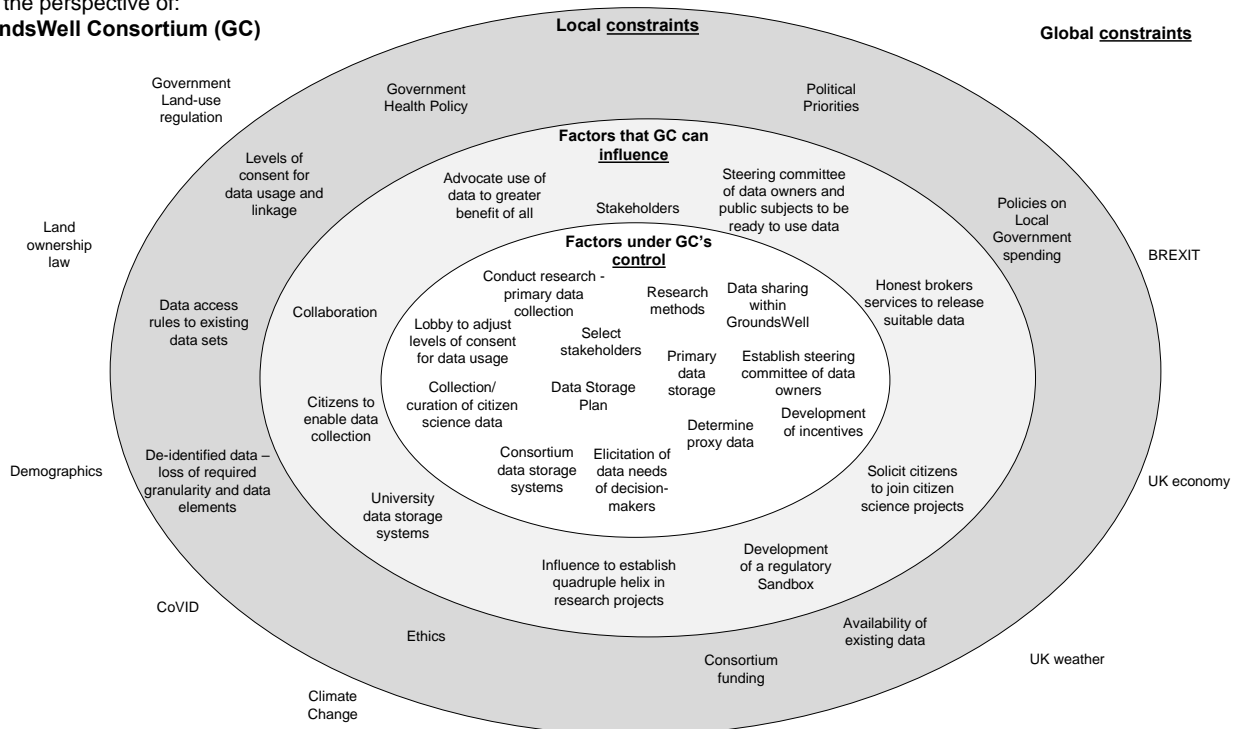 the perspective of:
ndsWell Consortium (GC)
Local constraints
Global constraints
Government
Land-use
regulation
Government
Health Policy
Political
Priorities
Factors that GC can
influence
Levels of
consent for
data usage and
linkage
Advocate use of
data to greater
benefit of all
Stakeholders
Steering committee
of data owners and
public subjects to be
ready to use data
Policies on
Local
Government
spending
Land
ownership
law
BREXIT
Factors under GC's
control
Conduct research -
primary data
collection
Research
methods
Data sharing
within
GroundsWell
Honest brokers
services to release
suitable data
Data access
rules to existing
data sets
Collaboration
Lobby to adjust
levels of consent
for data usage
Select
stakeholders
Primary
data
storage
Establish steering
committee of data
owners
Collection/
curation of citizen
science data
Data Storage
Plan
Citizens to
enable data
collection
Determine
proxy data
Development
of incentives
Demographics
De-identified data –
loss of required
granularity and data
elements
Consortium
data storage
systems
Elicitation of
data needs
of decision-
makers
Solicit citizens
to join citizen
science projects
UK economy
University
data storage
systems
Influence to establish
quadruple helix in
research projects
Development
of a regulatory
Sandbox
CoVID
Ethics
Availability of
existing data
Consortium
funding
UK weather
Climate
Change